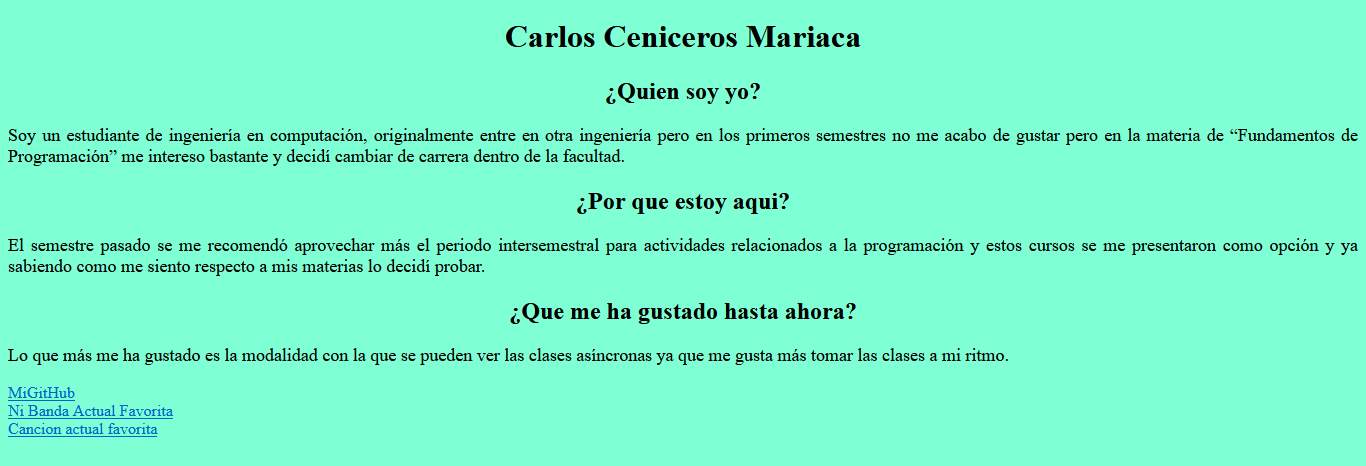 Carlos Ceniceros Mariaca
¿Quien soy yo?
Soy un estudiante de ingeniería en computación, originalmente entre en otra ingeniería pero en los primeros semestres no me acabo de gustar pero en la materia de “Fundamentos de
Programación” me intereso bastante y decidí cambiar de carrera dentro de la facultad.
¿Por que estoy aqui?
El semestre pasado se me recomendó aprovechar más el periodo intersemestral para actividades relacionados a la programación y estos cursos se me presentaron como opción y ya
sabiendo como me siento respecto a mis materias lo decidí probar.
¿Que me ha gustado hasta ahora?
Lo que más me ha gustado es la modalidad con la que se pueden ver las clases asíncronas ya que me gusta más tomar las clases a mi ritmo.
MiGitHub
Ni Banda Actual Favorita
Cancion actual favorita